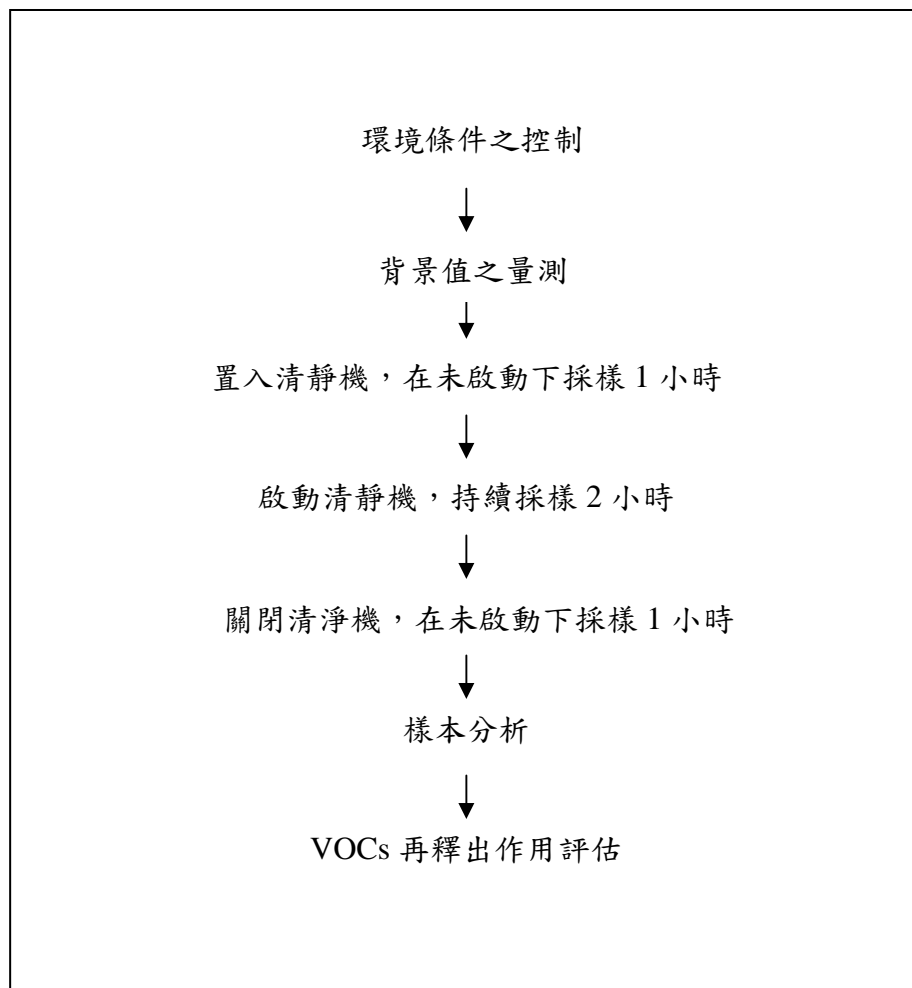 環境條件之控制
背景值之量測
置入清靜機，在未啟動下採樣 1 小時
啟動清靜機，持續採樣 2 小時
關閉清淨機，在未啟動下採樣 1 小時
樣本分析
VOCs 再釋出作用評估